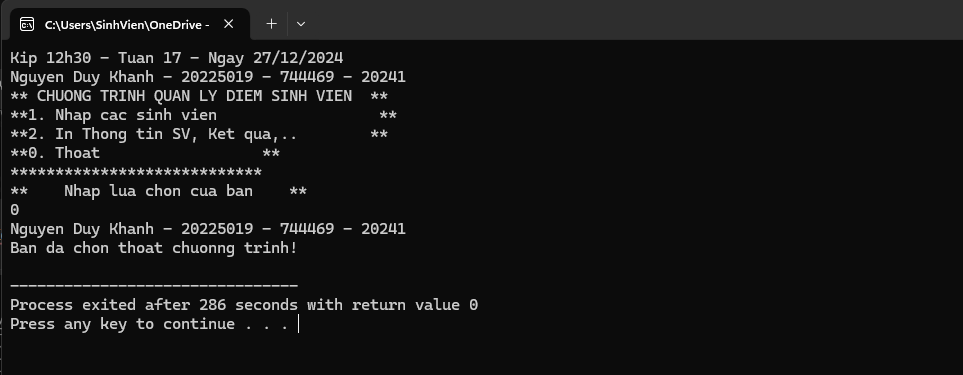 C:\Users\SinhVien\OneDrive -
Kip 12h30 - Tuan 17 - Ngay 27/12/2024
Nguyen Duy Khanh - 20225019 - 744469 - 20241
** CHUONG TRINH QUAN LY DIEM SINH VIEN  **
**1. Nhap cac sinh vien                  **
**2. In Thong tin SV, Ket qua,..        **
**0. Thoat                  **
****************************
**    Nhap lua chon cua ban    **
0
Nguyen Duy Khanh - 20225019 - 744469 - 20241
Ban da chon thoat chuonng trinh!
--------------------------------
Process exited after 286 seconds with return value 0
Press any key to continue . . .